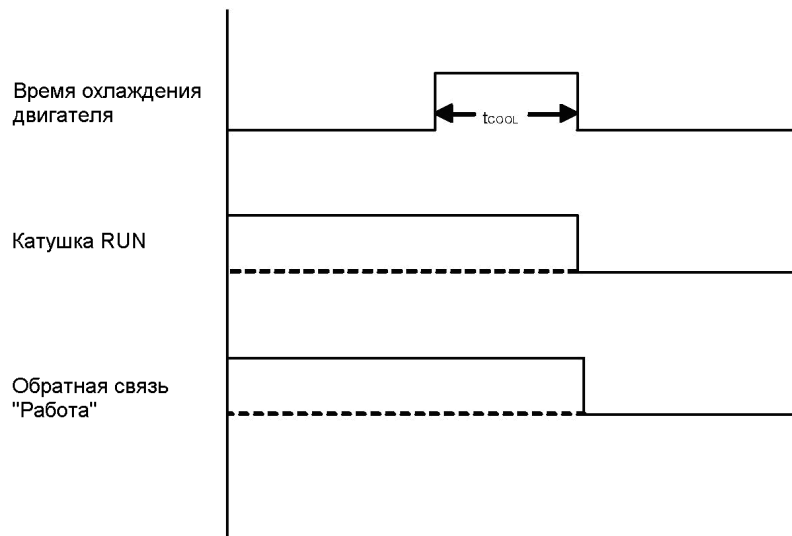 Время охлаждения
двигателя
tCOOL
Катушка RUN
Обратная связь
"Работа"